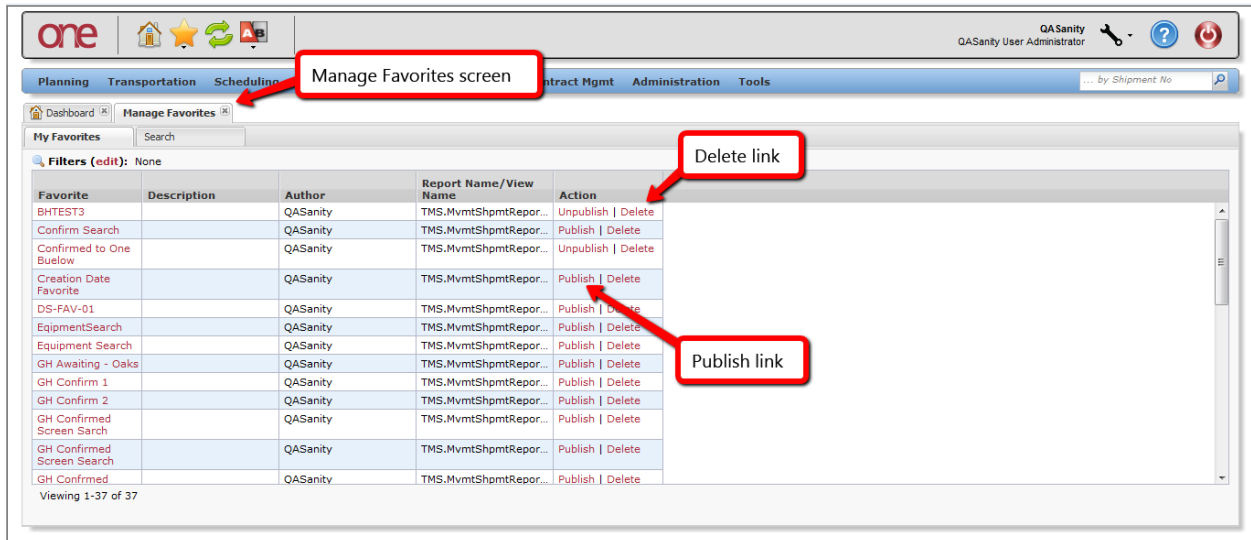 one
AB
QASanity
QASanity User Administrator
Planning Transportation Scheduling ntract Mgmt Administration Tools
... by Shipment No
Manage Favorites screen
Dashboard Manage Favorites
My Favorites Search
Filters (edit): None
Delete link
Favorite Description Author Report Name/View Name Action
BHTEST3 QASanity TMS.MvmtShpmtRepor... Unpublish | Delete
Confirm Search QASanity TMS.MvmtShpmtRepor... Publish | Delete
Confirmed to One QASanity TMS.MvmtShpmtRepor... Unpublish | Delete
Buelow
Creation Date QASanity TMS.MvmtShpmtRepor... Publish | Delete
Favorite
DS-FAV-01 QASanity TMS.MvmtShpmtRepor... Publish | Delete
EqipmentSearch QASanity TMS.MvmtShpmtRepor... Publish | Delete
Equipment Search QASanity TMS.MvmtShpmtRepor... Publish | Delete
GH Awaiting - Oaks QASanity TMS.MvmtShpmtRepor... Publish | Delete
GH Confirm 1 QASanity TMS.MvmtShpmtRepor... Publish | Delete
GH Confirm 2 QASanity TMS.MvmtShpmtRepor... Publish | Delete
GH Confirmed QASanity TMS.MvmtShpmtRepor... Publish | Delete
Screen Sarch
GH Confirmed QASanity TMS.MvmtShpmtRepor... Publish | Delete
Screen Search
GH Confrmed QASanity TMS.MvmtShpmtRepor... Publish | Delete
Publish link
Viewing 1-37 of 37